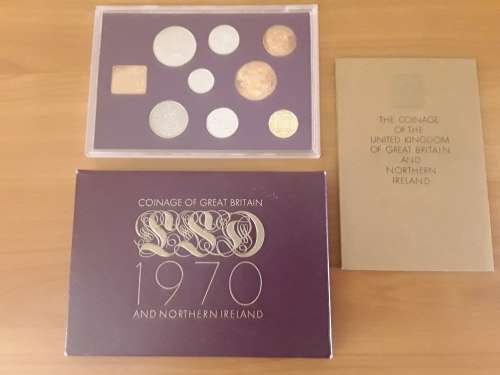 THE COINAGE
OF THE
UNITED KINGDOM
OF GREAT BRITAIN
AND
NORTHERN
IRELAND
COINAGE OF GREAT BRITAIN
LSD
1970
AND NORTHERN IRELAND